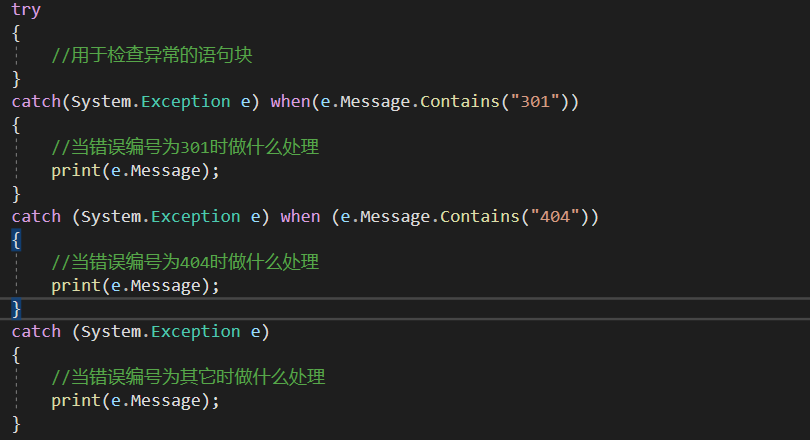 try
{
//用于检查异常的语句块
}
catch(System.Exception e) when(e.Message.Contains("301"))
{
//当错误编号为301时做什么处理
print(e.Message);
}
catch (System.Exception e) when (e.Message.Contains("404"))
{
//当错误编号为404时做什么处理
print(e.Message);
}
catch (System.Exception e)
{
//当错误编号为其它时做什么处理
print(e.Message);
}